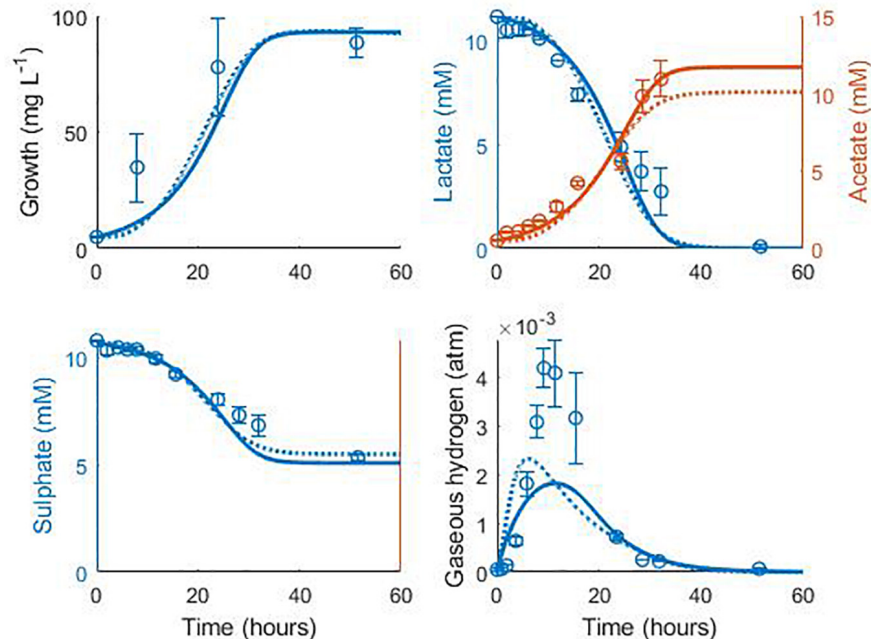 Growth (mg L⁻¹)
100
50
0
0 20 40 60
Lactate (mM)
10
5
0
0 20 40 60
15
10
5
0
Acetate (mM)
Sulphate (mM)
10
5
0
0 20 40 60
Time (hours)
× 10⁻³
Gaseous hydrogen (atm)
4
3
2
1
0
0 20 40 60
Time (hours)